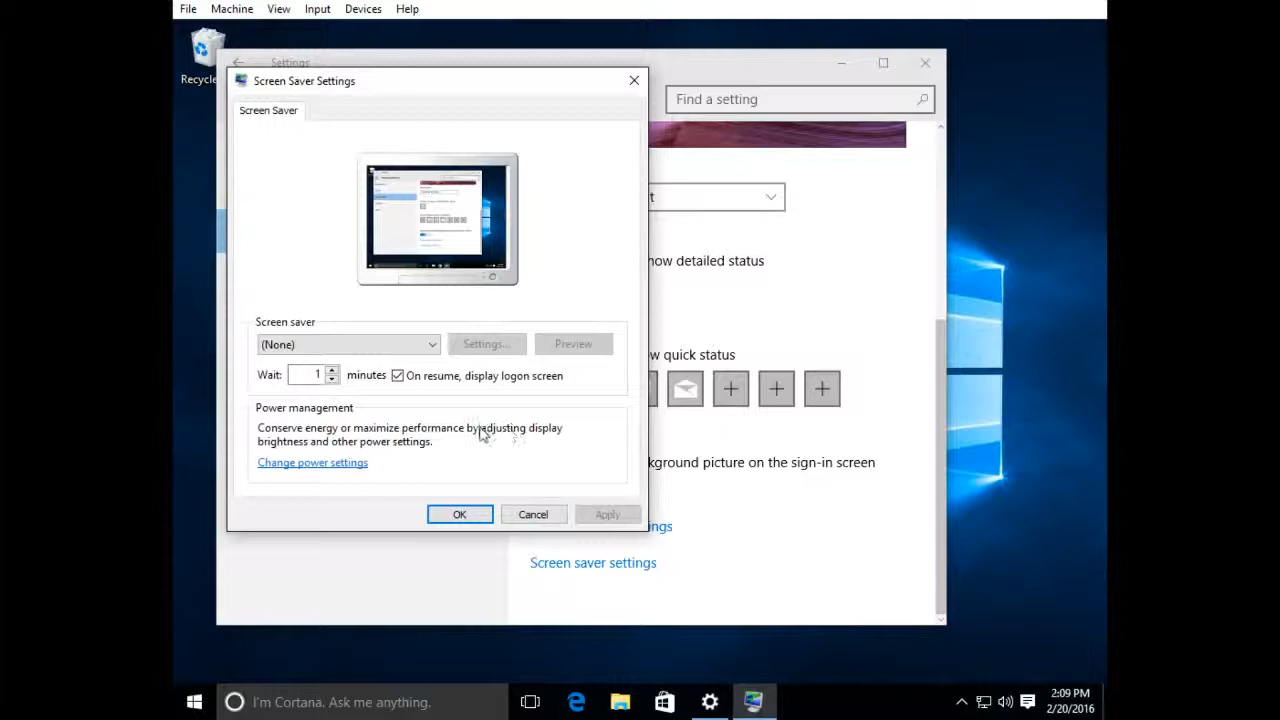 File Machine View Input Devices Help
Recycle
Settings
Screen Saver Settings
Find a setting
Screen Saver
t
now detailed status
Screen saver
(None)
Settings...
Preview
w quick status
Wait: 1 minutes On resume, display logon screen
Power management
Conserve energy or maximize performance by adjusting display
brightness and other power settings.
Change power settings
kground picture on the sign-in screen
OK
Cancel
Apply
ings
Screen saver settings
I'm Cortana. Ask me anything.
2:09 PM
2/20/2016